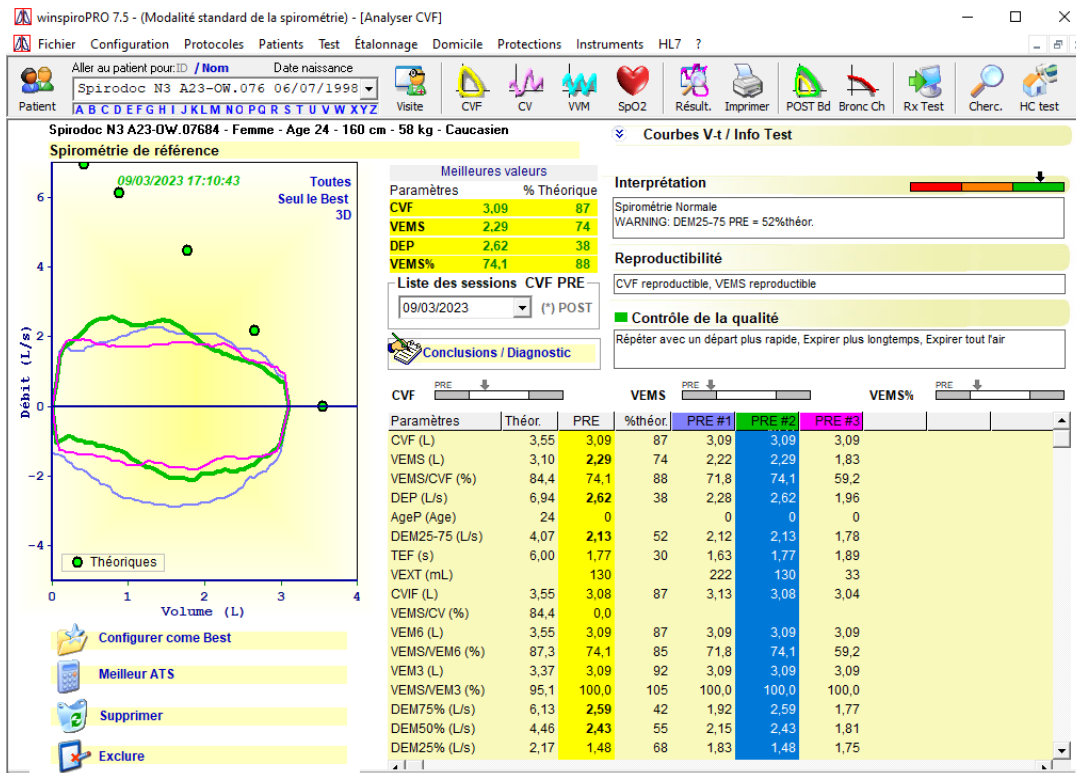 winspiroPRO 7.5 - (Modalité standard de la spirométrie) - [Analyser CVF]
Fichier Configuration Protocoles Patients Test Étalonnage Domicile Protections Instruments HL7 ?
Aller au patient pour: ID / Nom Date naissance
Spirodoc N3 A23-OW.076 06/07/1998
A B C D E F G H I J K L M N O P Q R S T U V W X Y Z
Patient Visite CVF CV VVM SpO2 Résult. Imprimer POST Bd Bronc Ch Rx Test Cherc. HC test
Spirodoc N3 A23-OW.07684 - Femme - Age 24 - 160 cm - 58 kg - Caucasien
Spirométrie de référence
09/03/2023 17:10:43
Toutes
Seul le Best
3D
6
4
2
0
-2
-4
Débit (L/s)
Théoriques
0 1 2 3 4
Volume (L)
Configurer come Best
Meilleur ATS
Supprimer
Exclure
Meilleures valeurs
Paramètres % Théorique
CVF 3,09 87
VEMS 2,29 74
DEP 2,62 38
VEMS% 74,1 88
Liste des sessions CVF PRE
09/03/2023 (*) POST
Conclusions / Diagnostic
Courbes V-t / Info Test
Interprétation
Spirométrie Normale
WARNING: DEM25-75 PRE = 52%théor.
Reproductibilité
CVF reproductible, VEMS reproductible
Contrôle de la qualité
Rèpéter avec un départ plus rapide, Expirer plus longtemps, Expirer tout l'air
CVF PRE VEMS PRE VEMS% PRE
Paramètres Théor. PRE %théor. PRE #1 PRE #2 PRE #3
CVF (L) 3,55 3,09 87 3,09 3,09 3,09
VEMS (L) 3,10 2,29 74 2,22 2,29 1,83
VEMS/CVF (%) 84,4 74,1 88 71,8 74,1 59,2
DEP (L/s) 6,94 2,62 38 2,28 2,62 1,96
AgeP (Age) 24 0 0 0 0
DEM25-75 (L/s) 4,07 2,13 52 2,12 2,13 1,78
TEF (s) 6,00 1,77 30 1,63 1,77 1,89
VEXT (mL) 130 222 130 33
CVIF (L) 3,55 3,08 87 3,13 3,08 3,04
VEMS/CV (%) 84,4 0,0
VEM6 (L) 3,55 3,09 87 3,09 3,09 3,09
VEMS/VEM6 (%) 87,3 74,1 85 71,8 74,1 59,2
VEM3 (L) 3,37 3,09 92 3,09 3,09 3,09
VEMS/VEM3 (%) 95,1 100,0 105 100,0 100,0 100,0
DEM75% (L/s) 6,13 2,59 42 1,92 2,59 1,77
DEM50% (L/s) 4,46 2,43 55 2,15 2,43 1,81
DEM25% (L/s) 2,17 1,48 68 1,83 1,48 1,75